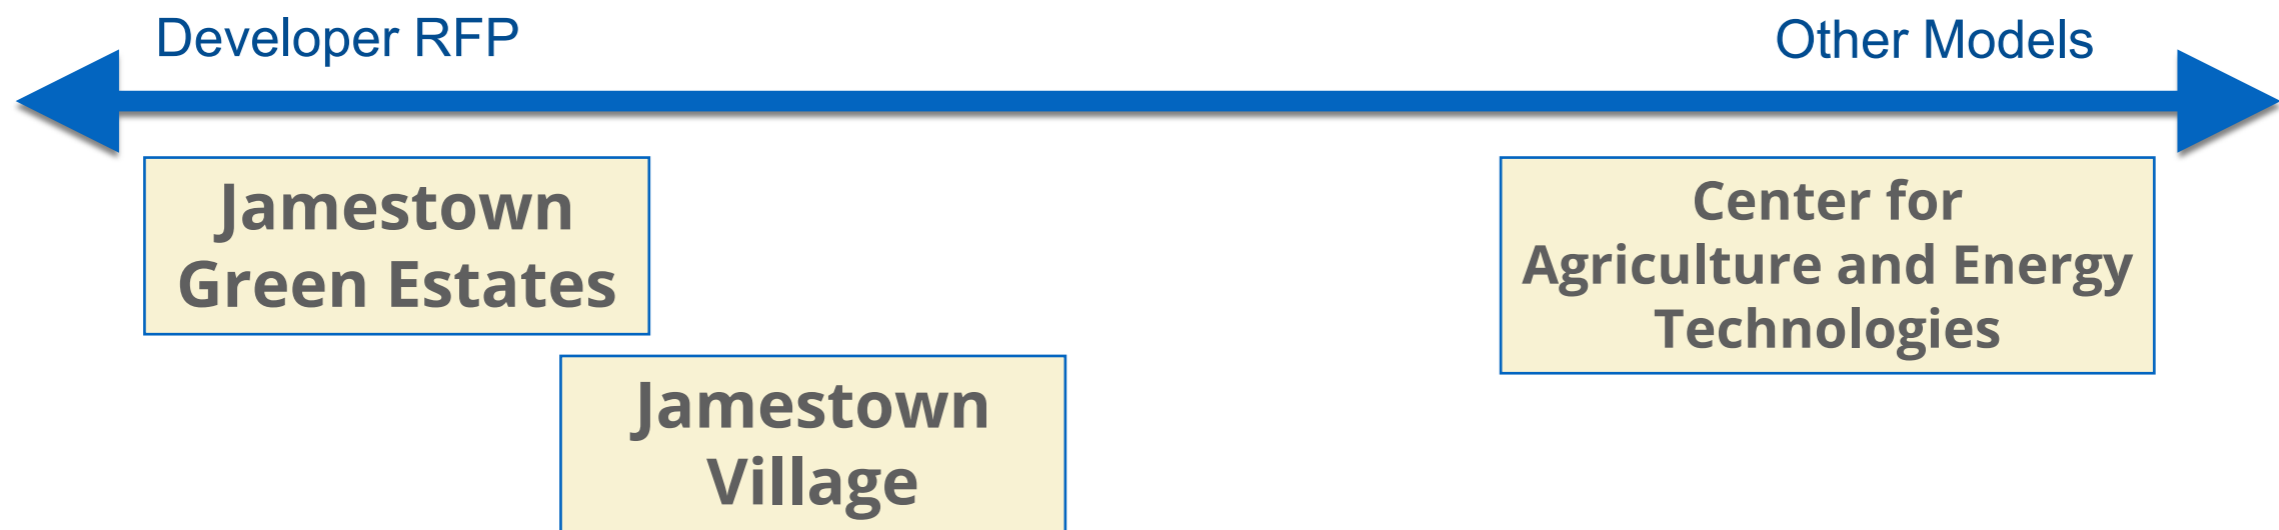 Developer RFP
Other Models
Jamestown
Green Estates
Center for
Agriculture and Energy
Technologies
Jamestown
Village